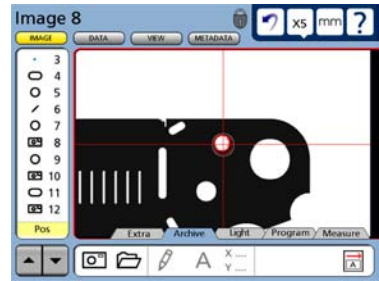 Image 8
x5 mm ?
IMAGE DATA VIEW METADATA
3
4
5
6
7
8
9
10
11
12
Pos
Extra Archive Light Program Measure
A X ....
Y ....
A